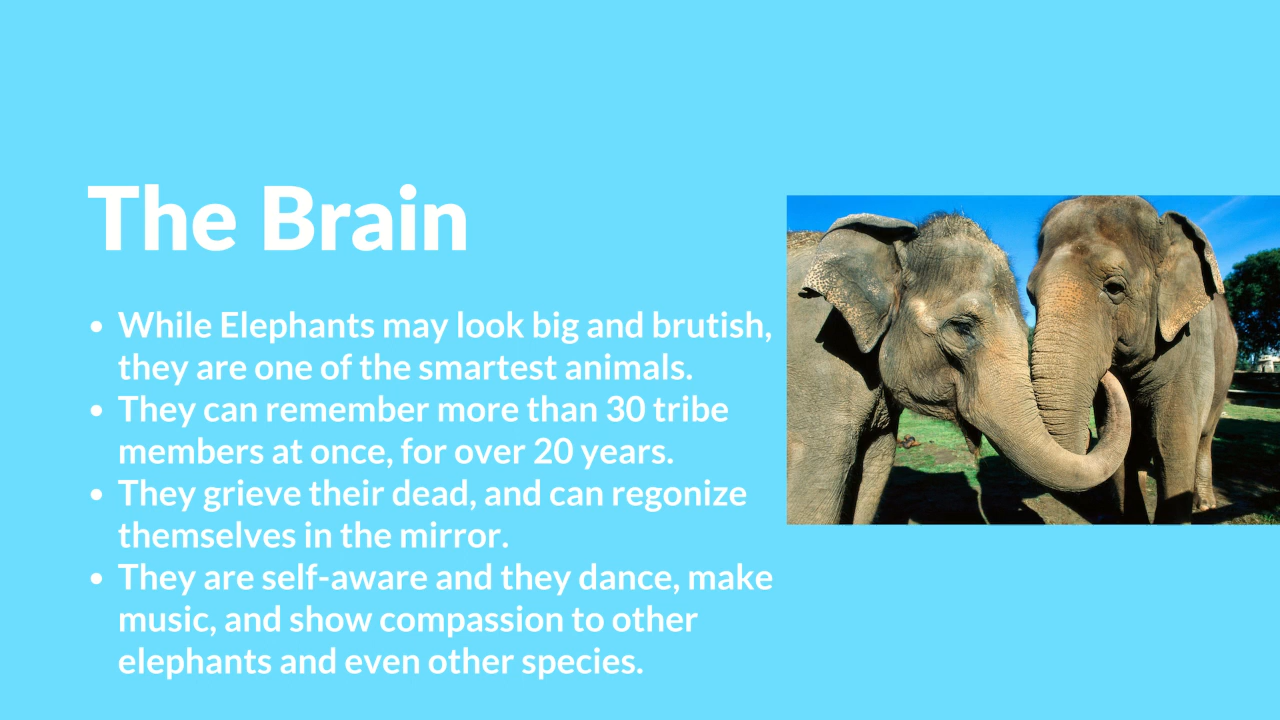 The Brain
• While Elephants may look big and brutish,
they are one of the smartest animals.
• They can remember more than 30 tribe
members at once, for over 20 years.
• They grieve their dead, and can regonize
themselves in the mirror.
• They are self-aware and they dance, make
music, and show compassion to other
elephants and even other species.